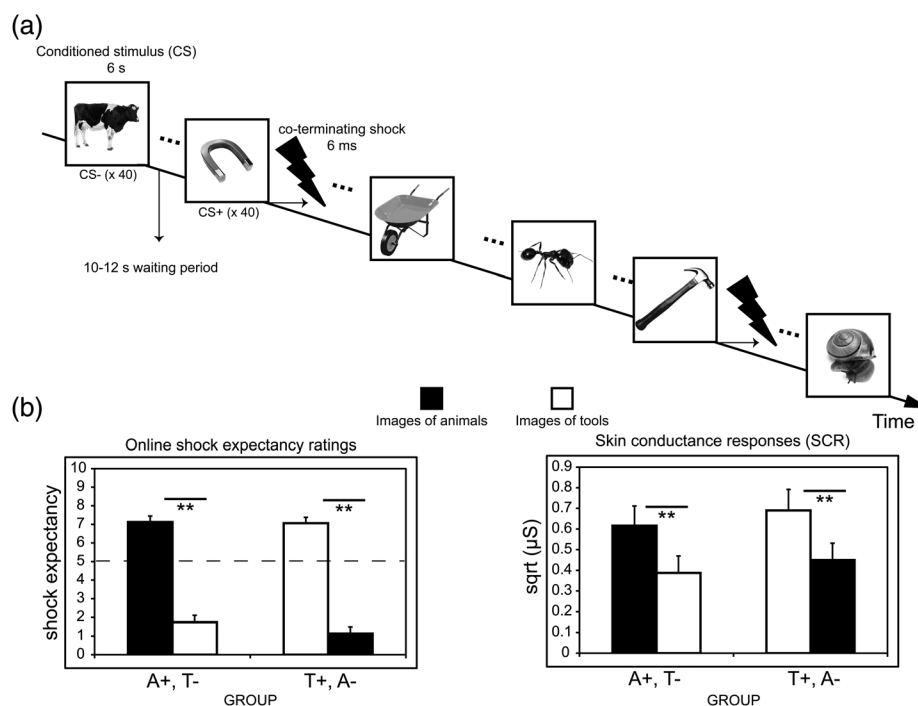 (a)
Conditioned stimulus (CS)
6 s
co-terminating shock
6 ms
CS- (x 40)
CS+ (x 40)
10-12 s waiting period
Time
(b)
Images of animals
Images of tools
Online shock expectancy ratings
shock expectancy
10
9
8
7
6
5
4
3
2
1
0
**
**
A+, T-
T+, A-
GROUP
Skin conductance responses (SCR)
sqrt (µS)
0.9
0.8
0.7
0.6
0.5
0.4
0.3
0.2
0.1
0
**
**
A+, T-
T+, A-
GROUP